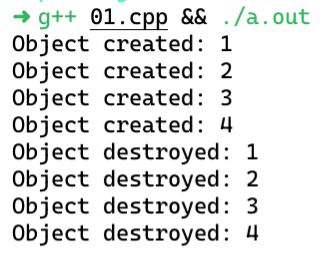 ➜ g++ 01.cpp && ./a.out
Object created: 1
Object created: 2
Object created: 3
Object created: 4
Object destroyed: 1
Object destroyed: 2
Object destroyed: 3
Object destroyed: 4